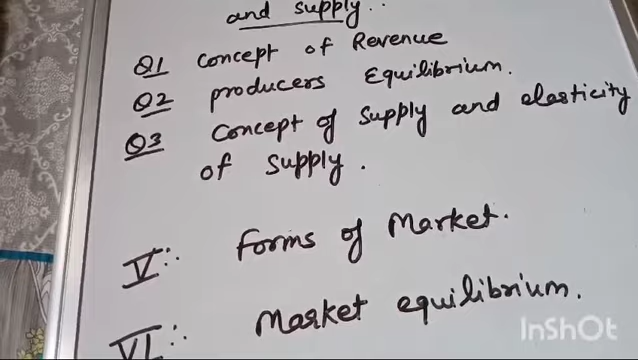 and supply..
Q1 Concept of Revenue
Q2 producers Equilibrium.
Q3 Concept of Supply and elasticity
of Supply.
V:: Forms of Market.
VI:: Market equilibrium.
InShOt